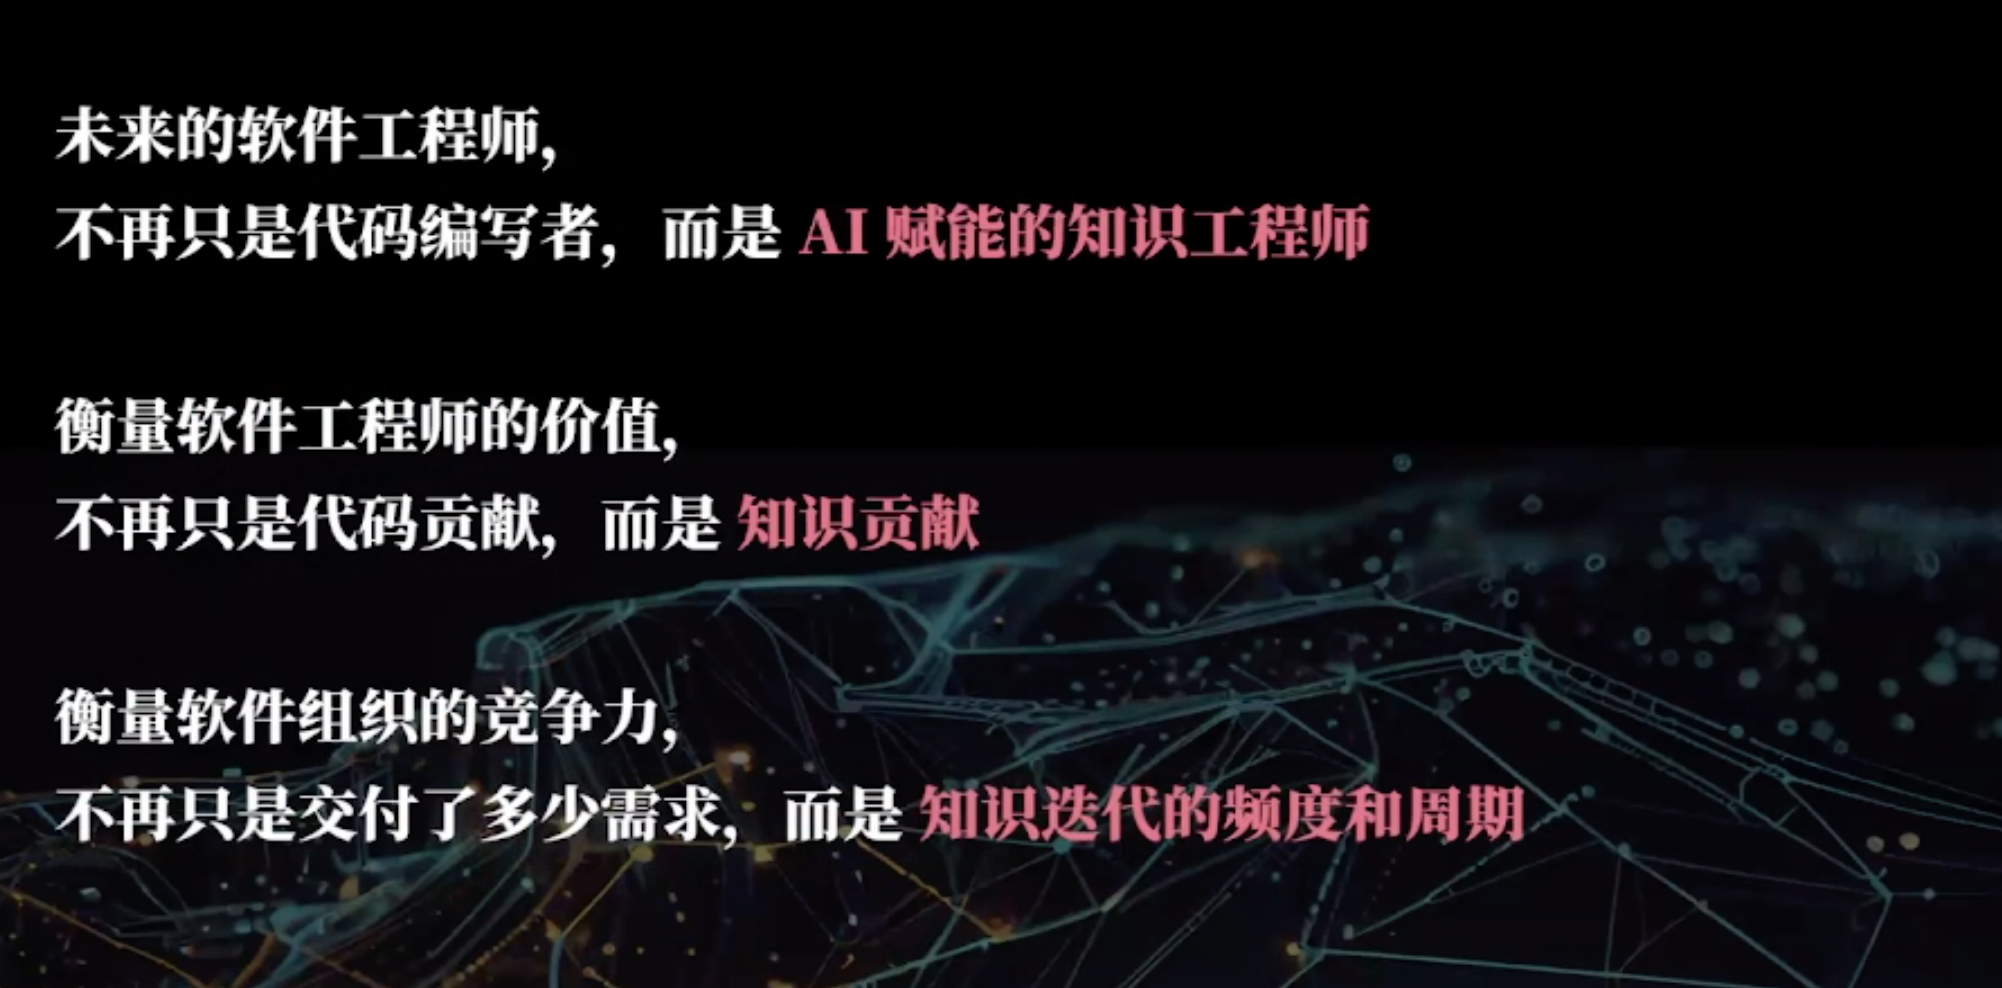 未来的软件工程师,
不再只是代码编写者，而是 AI 赋能的知识工程师
衡量软件工程师的价值,
不再只是代码贡献，而是 知识贡献
衡量软件组织的竞争力,
不再只是交付了多少需求，而是 知识迭代的频度和周期